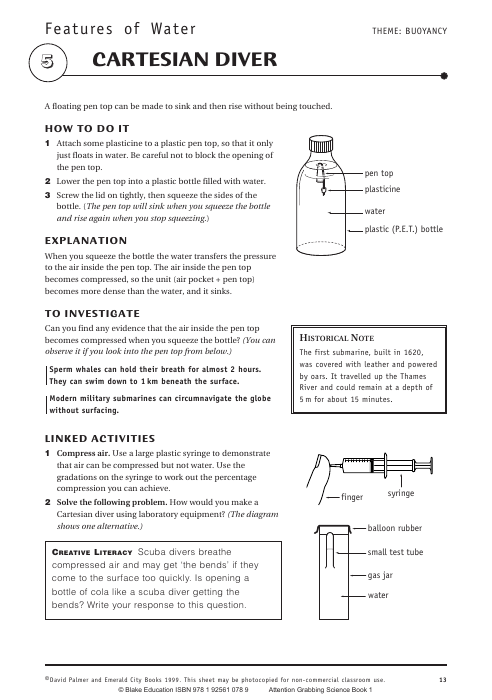 Features of Water
THEME: BUOYANCY
5
CARTESIAN DIVER
A floating pen top can be made to sink and then rise without being touched.
HOW TO DO IT
1 Attach some plasticine to a plastic pen top, so that it only
just floats in water. Be careful not to block the opening of
the pen top.
2 Lower the pen top into a plastic bottle filled with water.
3 Screw the lid on tightly, then squeeze the sides of the
bottle. (The pen top will sink when you squeeze the bottle
and rise again when you stop squeezing.)
pen top
plasticine
water
plastic (P.E.T.) bottle
EXPLANATION
When you squeeze the bottle the water transfers the pressure
to the air inside the pen top. The air inside the pen top
becomes compressed, so the unit (air pocket + pen top)
becomes more dense than the water, and it sinks.
TO INVESTIGATE
Can you find any evidence that the air inside the pen top
becomes compressed when you squeeze the bottle? (You can
observe it if you look into the pen top from below.)
Sperm whales can hold their breath for almost 2 hours.
They can swim down to 1 km beneath the surface.
Modern military submarines can circumnavigate the globe
without surfacing.
HISTORICAL NOTE
The first submarine, built in 1620,
was covered with leather and powered
by oars. It travelled up the Thames
River and could remain at a depth of
5 m for about 15 minutes.
LINKED ACTIVITIES
1 Compress air. Use a large plastic syringe to demonstrate
that air can be compressed but not water. Use the
gradations on the syringe to work out the percentage
compression you can achieve.
2 Solve the following problem. How would you make a
Cartesian diver using laboratory equipment? (The diagram
shows one alternative.)
finger
syringe
balloon rubber
small test tube
gas jar
water
CREATIVE LITERACY Scuba divers breathe
compressed air and may get 'the bends' if they
come to the surface too quickly. Is opening a
bottle of cola like a scuba diver getting the
bends? Write your response to this question.
©David Palmer and Emerald City Books 1999. This sheet may be photocopied for non-commercial classroom use.
13
© Blake Education ISBN 978 1 92561 078 9 Attention Grabbing Science Book 1